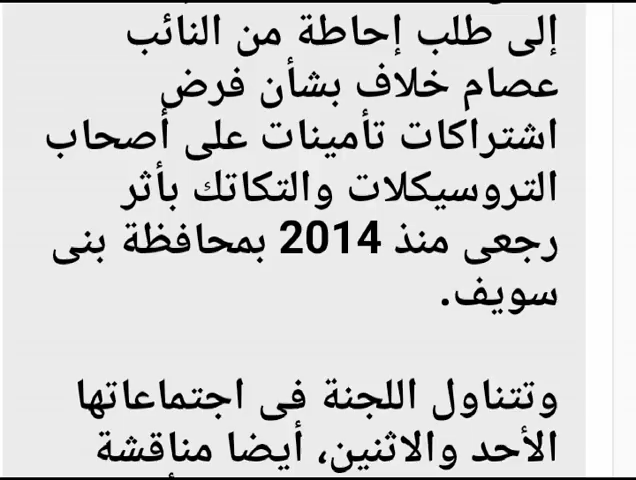 إلى طلب إحاطة من النائب
عصام خلاف بشأن فرض
اشتراكات تأمينات على أصحاب
التروسيكلات والتكاتك بأثر
رجعى منذ 2014 بمحافظة بنى
سويف.
وتتناول اللجنة فى اجتماعاتها
الأحد والاثنين، أيضا مناقشة